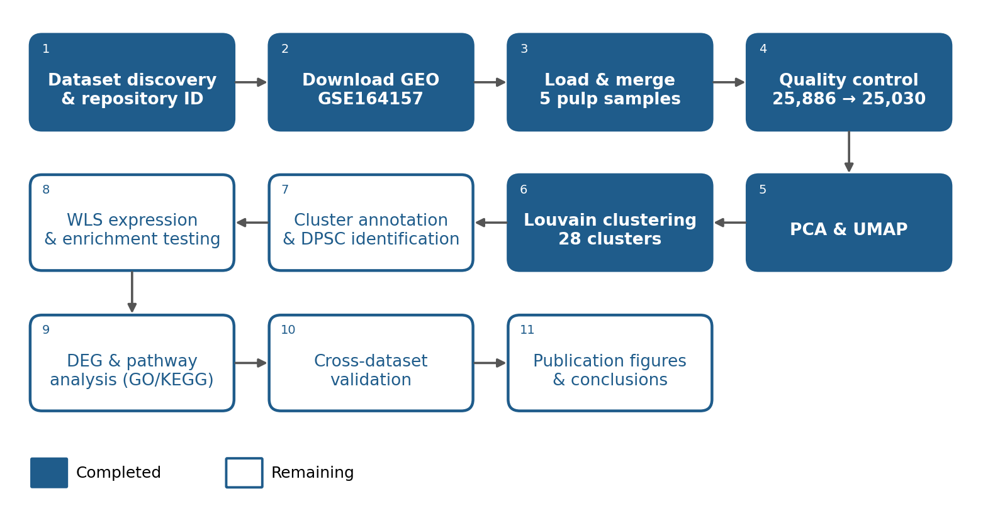 1
Dataset discovery
& repository ID
2
Download GEO
GSE164157
3
Load & merge
5 pulp samples
4
Quality control
25,886 → 25,030
5
PCA & UMAP
6
Louvain clustering
28 clusters
7
Cluster annotation
& DPSC identification
8
WLS expression
& enrichment testing
9
DEG & pathway
analysis (GO/KEGG)
10
Cross-dataset
validation
11
Publication figures
& conclusions
Completed
Remaining